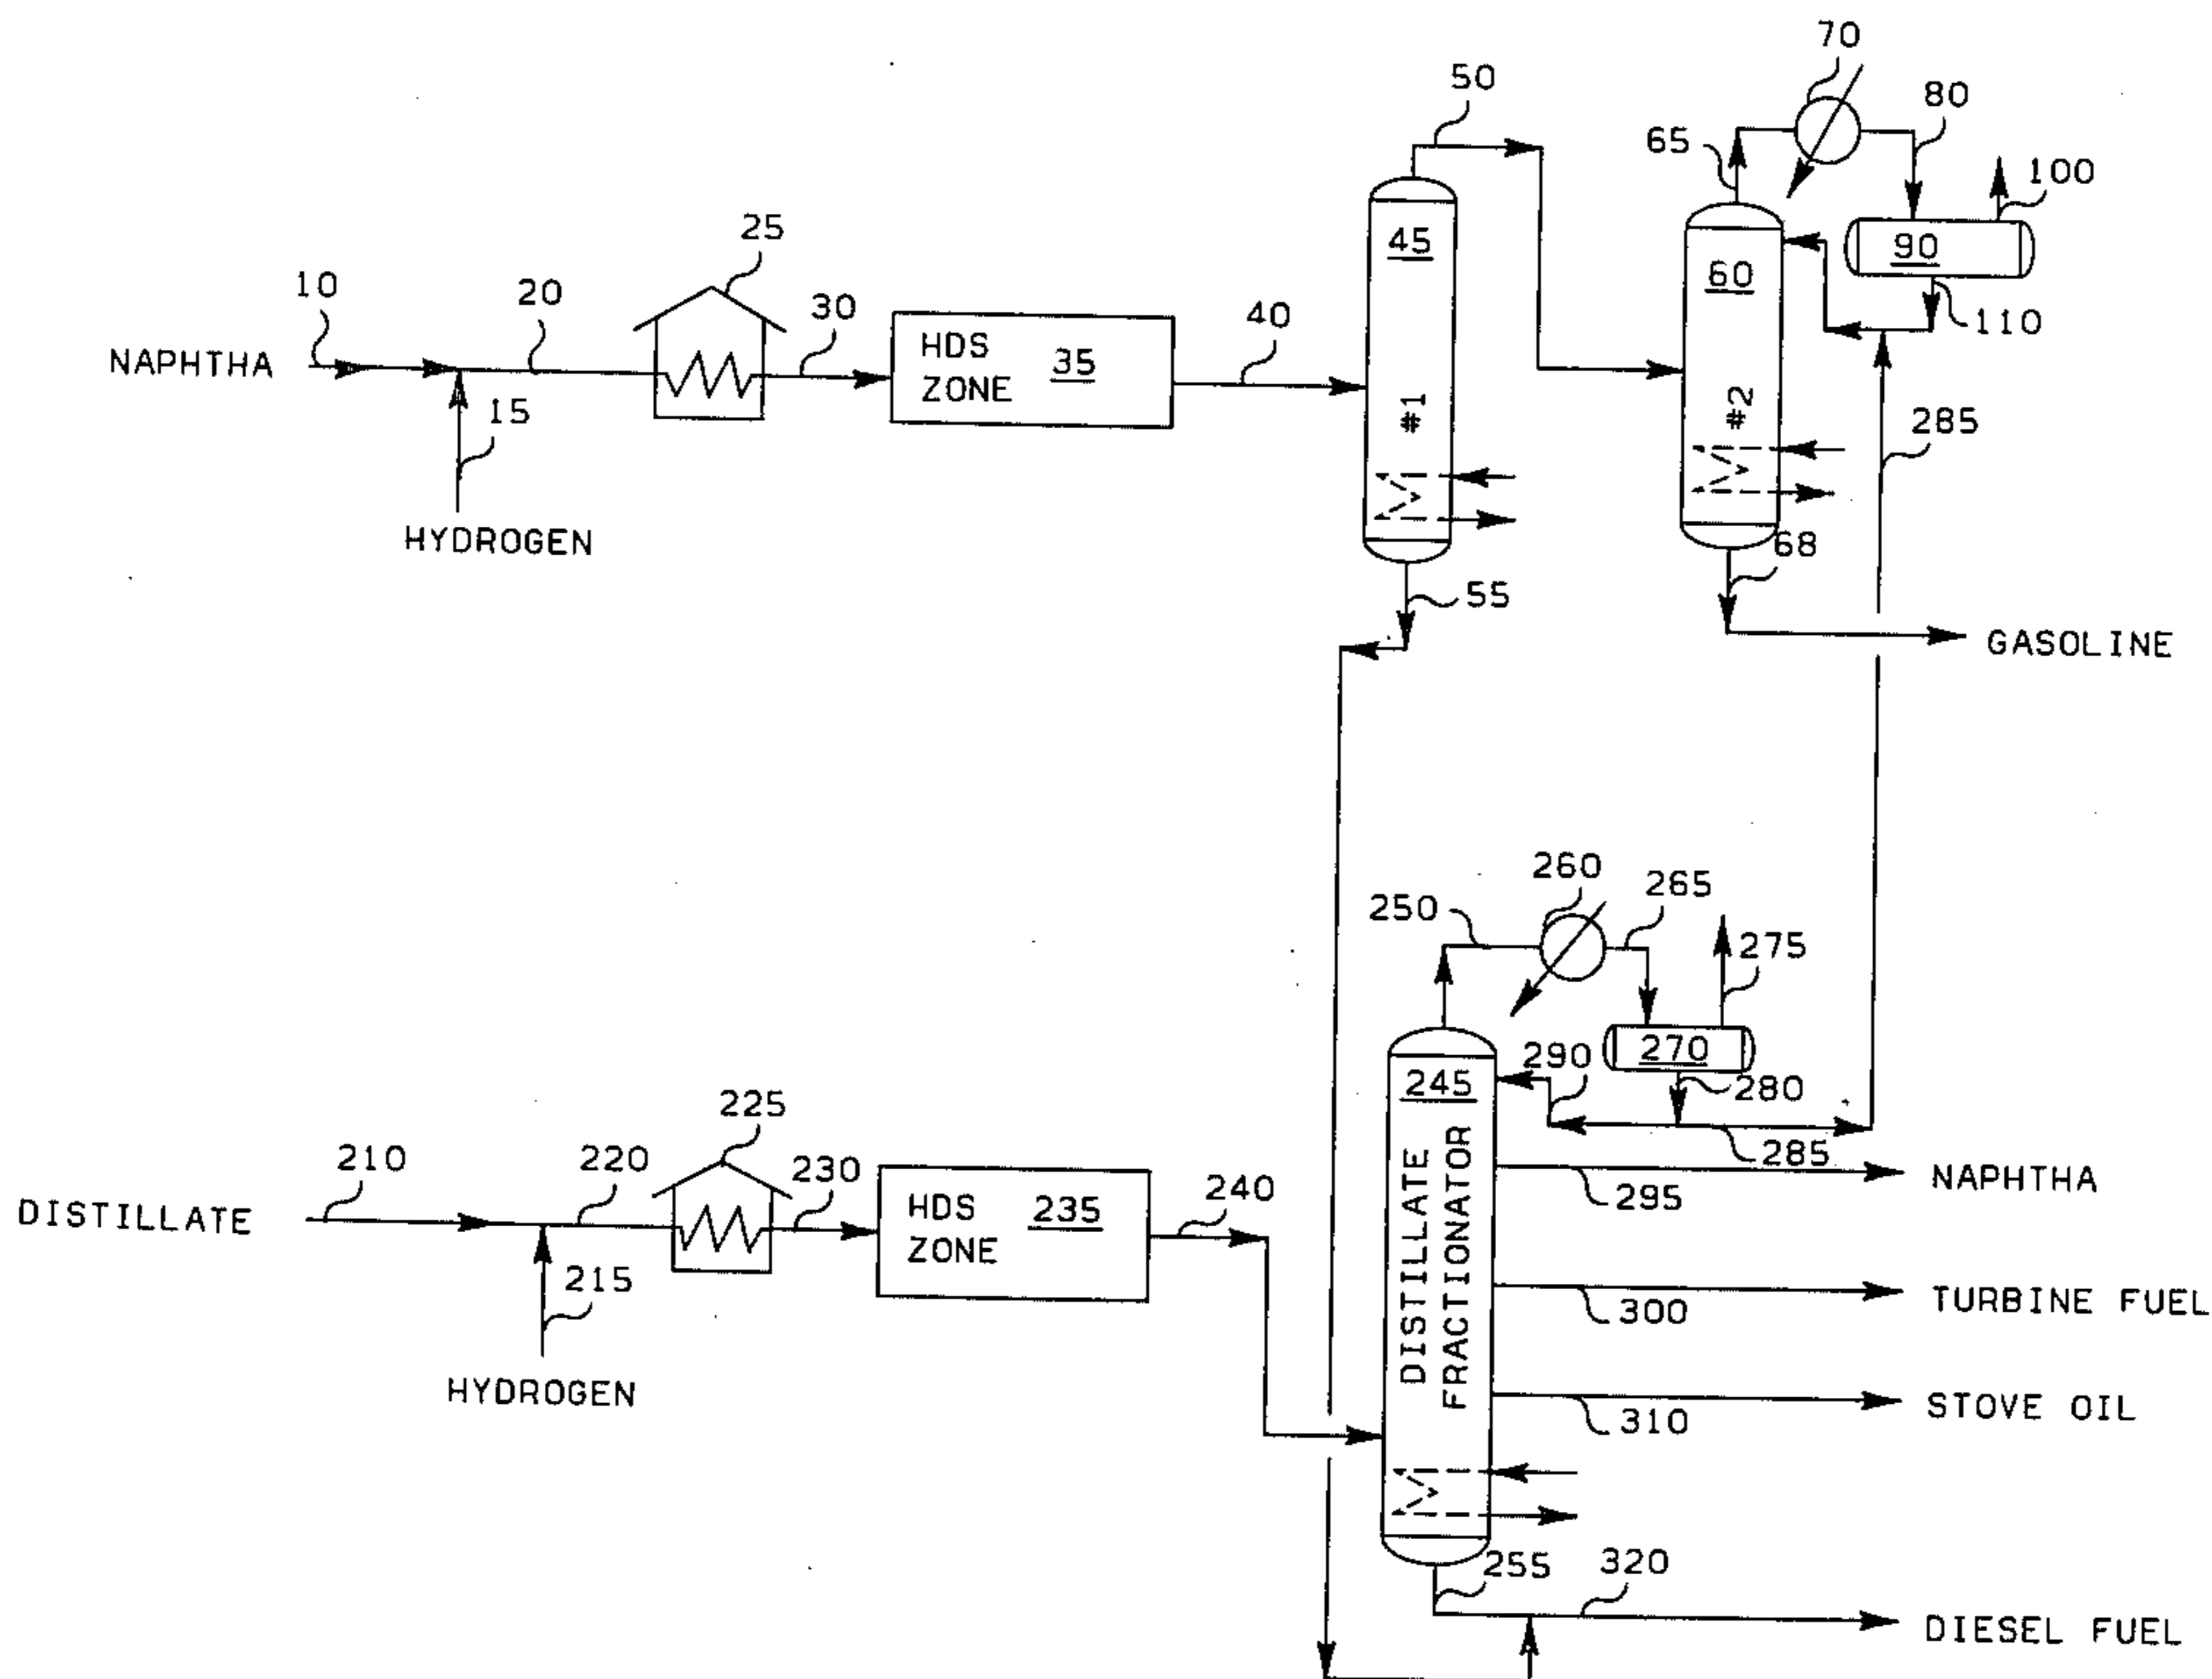 70
50
80
65
100
25
45
90
10
20
30
60
110
HDS
ZONE
35
40
NAPHTHA
#1
#2
15
285
HYDROGEN
68
55
GASOLINE
260
265
250
275
290
270
245
280
225
210
220
230
285
DISTILLATE
FRACTIONATOR
NAPHTHA
295
DISTILLATE
HDS
ZONE
235
240
215
300
TURBINE FUEL
HYDROGEN
310
STOVE OIL
255
320
DIESEL FUEL